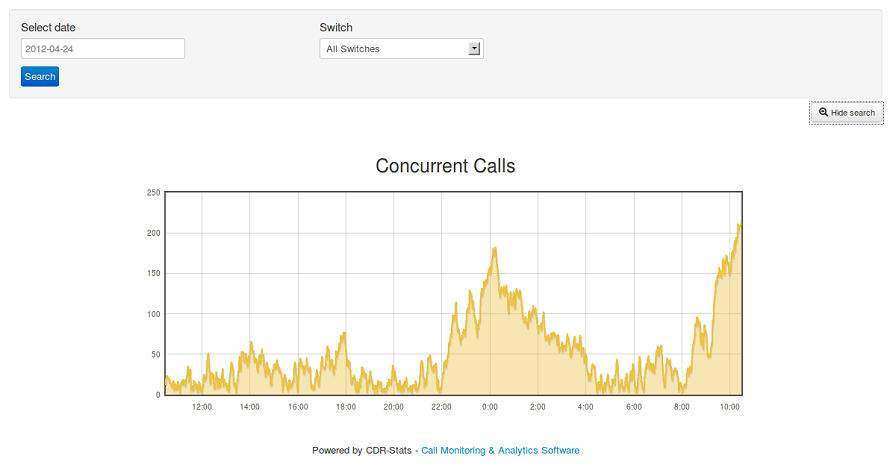 Select date
Switch
2012-04-24
All Switches
Search
Hide search
Concurrent Calls
250
200
150
100
50
0
12:00 14:00 16:00 18:00 20:00 22:00 0:00 2:00 4:00 6:00 8:00 10:00
Powered by CDR-Stats - Call Monitoring & Analytics Software